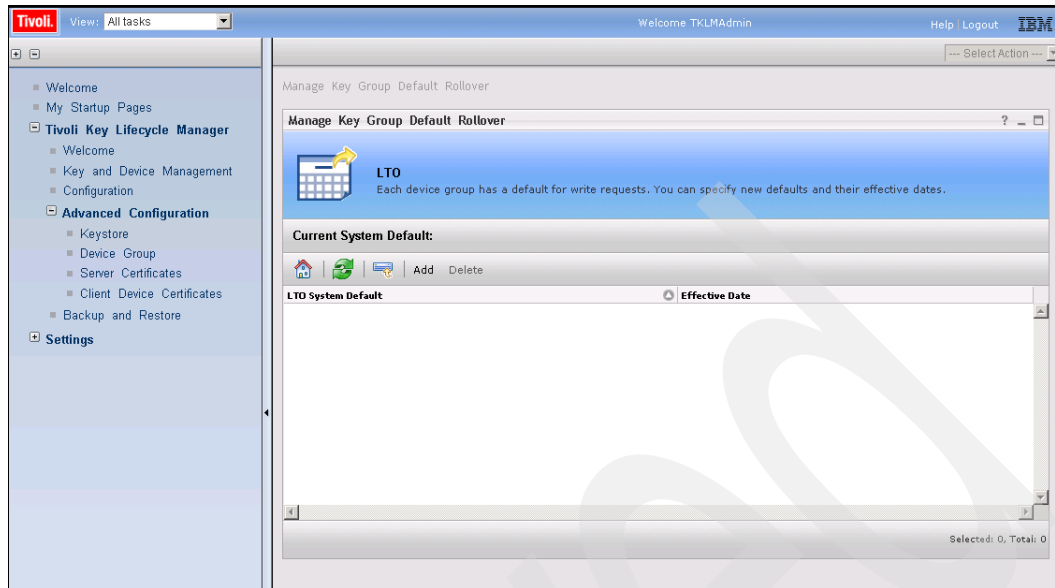 Tivoli. View: All tasks Welcome TKLMAdmin Help | Logout IBM
--- Select Action ---
Welcome
My Startup Pages
Tivoli Key Lifecycle Manager
Welcome
Key and Device Management
Configuration
Advanced Configuration
Keystore
Device Group
Server Certificates
Client Device Certificates
Backup and Restore
Settings
Manage Key Group Default Rollover
Manage Key Group Default Rollover
LTO
Each device group has a default for write requests. You can specify new defaults and their effective dates.
Current System Default:
Add Delete
LTO System Default Effective Date
Selected: 0, Total: 0